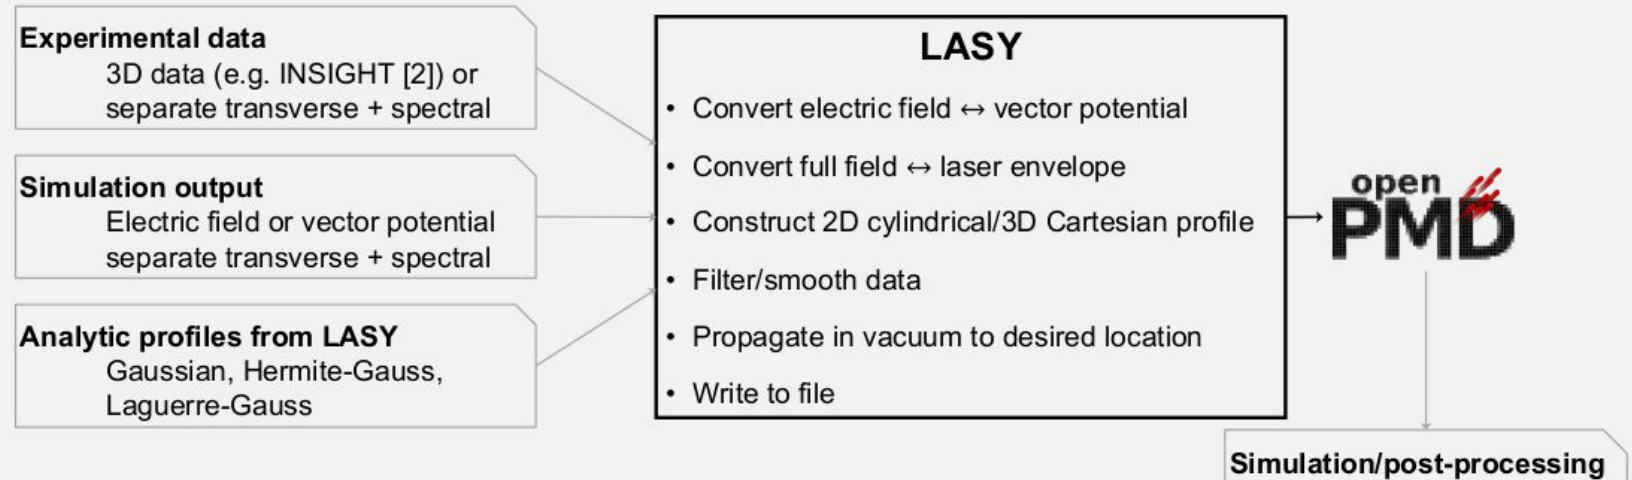 Experimental data
3D data (e.g. INSIGHT [2]) or
separate transverse + spectral
Simulation output
Electric field or vector potential
separate transverse + spectral
Analytic profiles from LASY
Gaussian, Hermite-Gauss,
Laguerre-Gauss
LASY
• Convert electric field ↔ vector potential
• Convert full field ↔ laser envelope
• Construct 2D cylindrical/3D Cartesian profile
• Filter/smooth data
• Propagate in vacuum to desired location
• Write to file
open
PMD
Simulation/post-processing